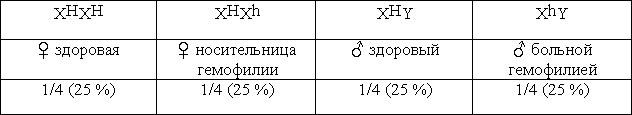 XHXH XHXh XHY XhY
♀ здоровая ♀ носительница гемофилии ♂ здоровый ♂ больной гемофилией
1/4 (25 %) 1/4 (25 %) 1/4 (25 %) 1/4 (25 %)